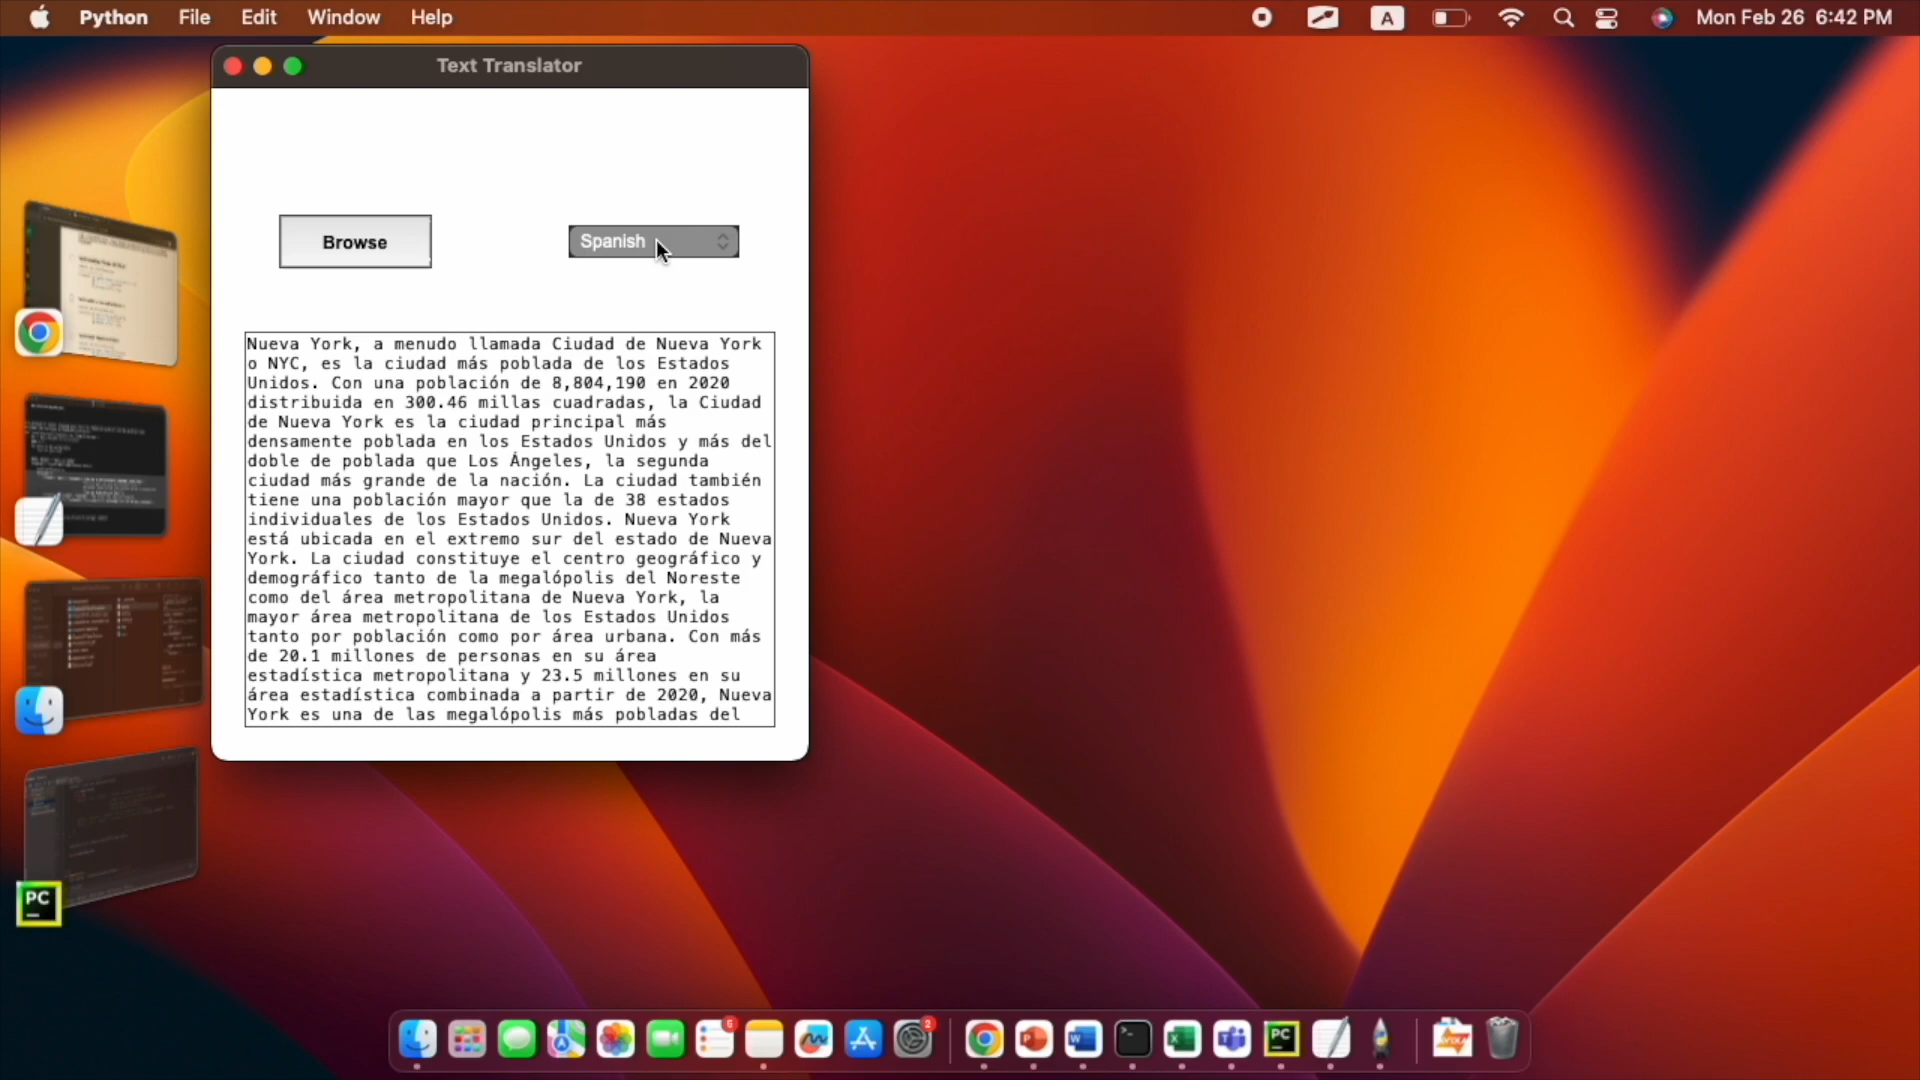 Python File Edit Window Help
A
Mon Feb 26 6:42 PM
Text Translator
Browse
Spanish
Nueva York, a menudo llamada Ciudad de Nueva York
o NYC, es la ciudad más poblada de los Estados
Unidos. Con una población de 8,804,190 en 2020
distribuida en 300.46 millas cuadradas, la Ciudad
de Nueva York es la ciudad principal más
densamente poblada en los Estados Unidos y más del
doble de poblada que Los Ángeles, la segunda
ciudad más grande de la nación. La ciudad también
tiene una población mayor que la de 38 estados
individuales de los Estados Unidos. Nueva York
está ubicada en el extremo sur del estado de Nueva
York. La ciudad constituye el centro geográfico y
demográfico tanto de la megalópolis del Noreste
como del área metropolitana de Nueva York, la
mayor área metropolitana de los Estados Unidos
tanto por población como por área urbana. Con más
de 20.1 millones de personas en su área
estadística metropolitana y 23.5 millones en su
área estadística combinada a partir de 2020, Nueva
York es una de las megalópolis más pobladas del
PC
6
2
PC